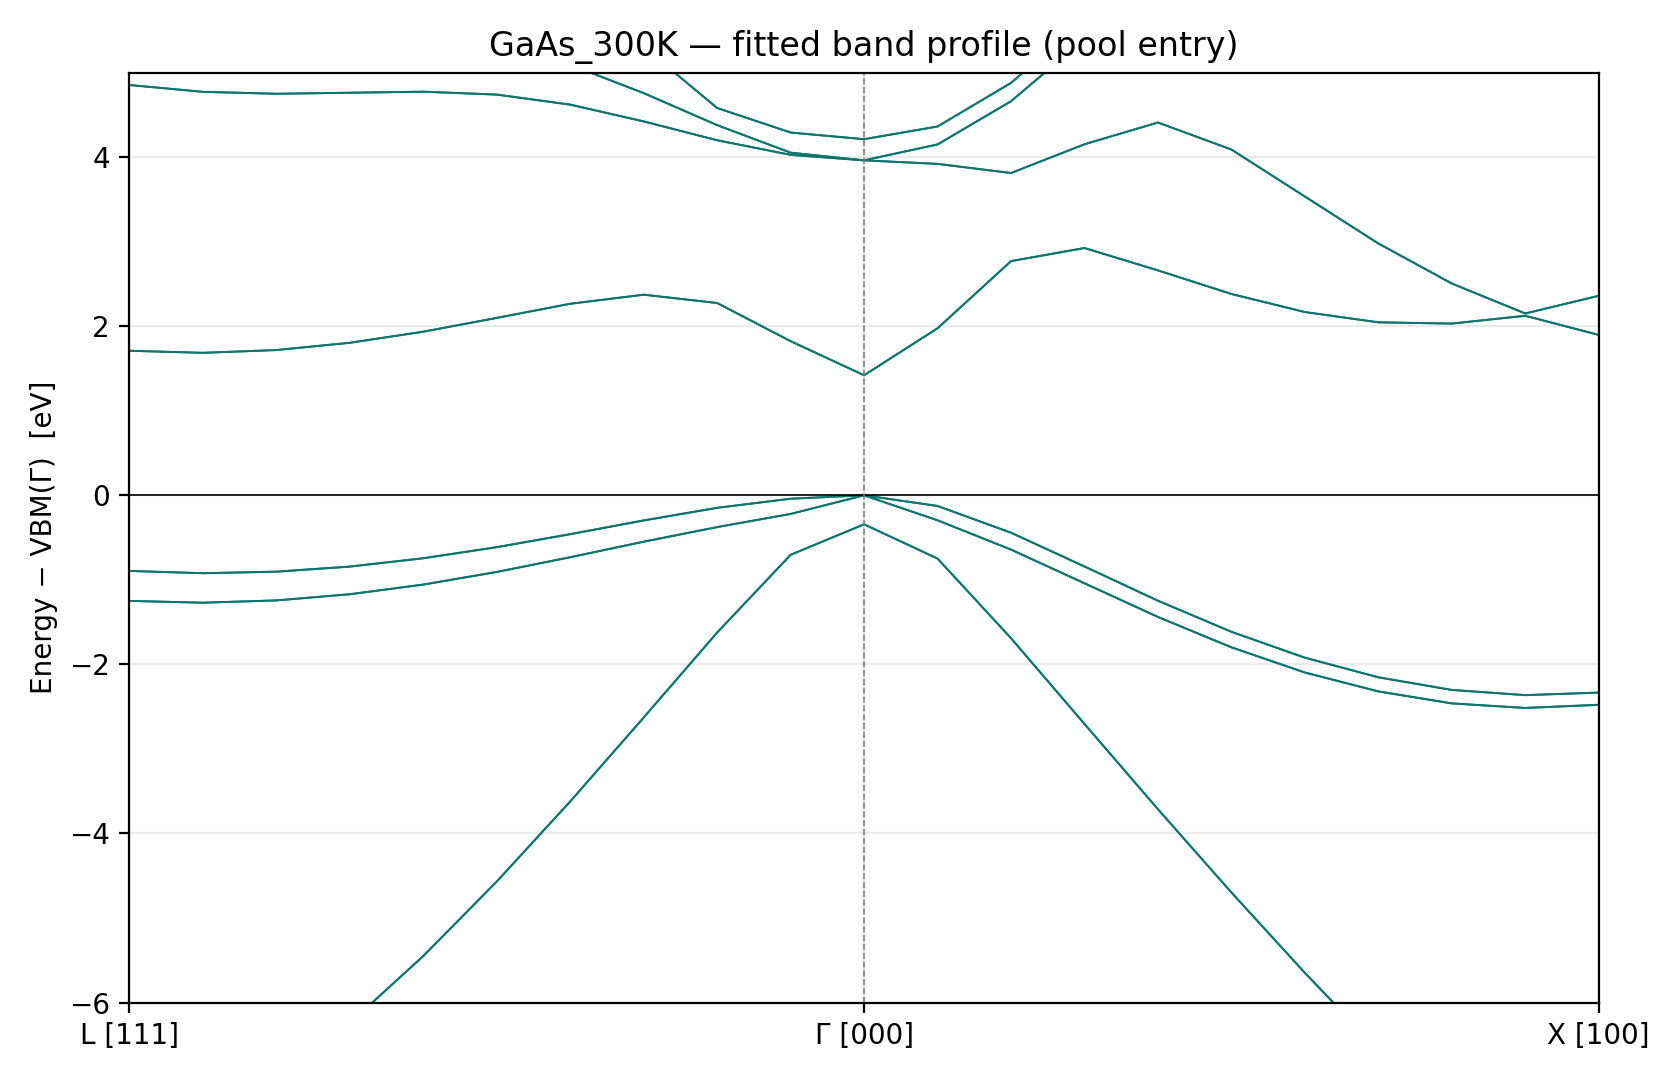 GaAs_300K — fitted band profile (pool entry)
Energy − VBM(Γ) [eV]
4
2
0
−2
−4
−6
L [111]
Γ [000]
X [100]